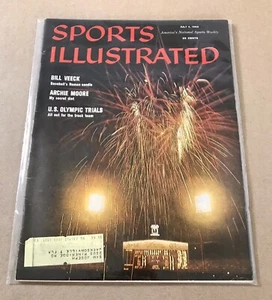 JULY 4, 1960
America's National Sports Weekly
25 CENTS
SPORTS
ILLUSTRATED
BILL VEECK
Baseball's Roman candle
ARCHIE MOORE
My secret diet
U.S. OLYMPIC TRIALS
All out for the track team